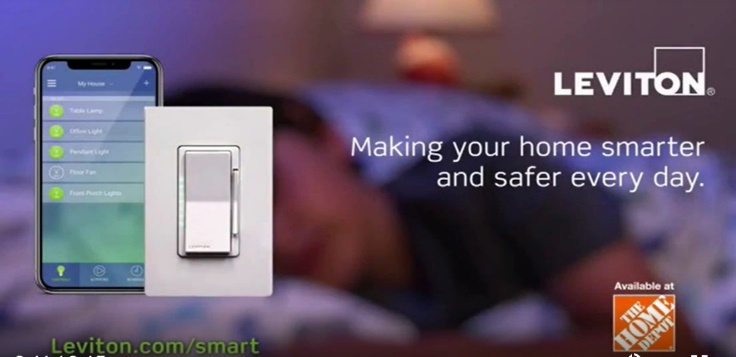 My House
Table Lamp
Office Light
Pendant Light
Floor Fan
Front Porch Lights
LEVITON®
Making your home smarter
and safer every day.
Available at
THE
HOME
DEPOT
Leviton.com/smart